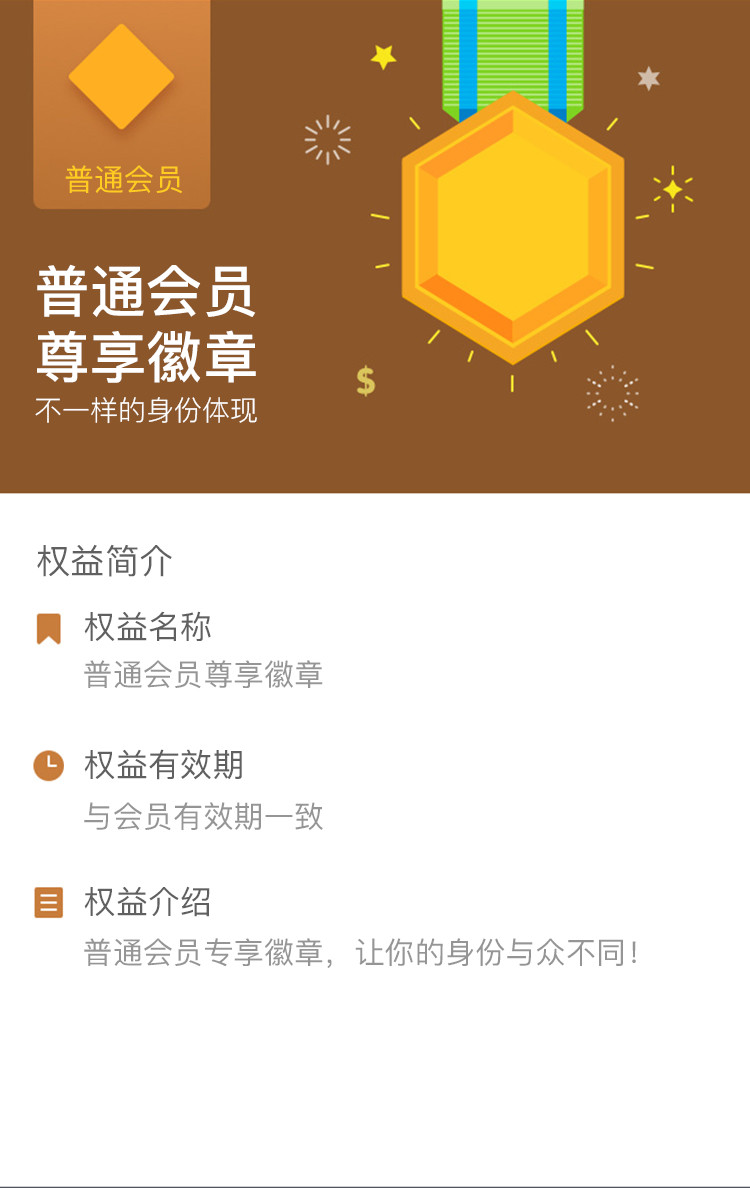 普通会员
普通会员
尊享徽章
不一样的身份体现
$
权益简介
权益名称
普通会员尊享徽章
权益有效期
与会员有效期一致
权益介绍
普通会员专享徽章，让你的身份与众不同！